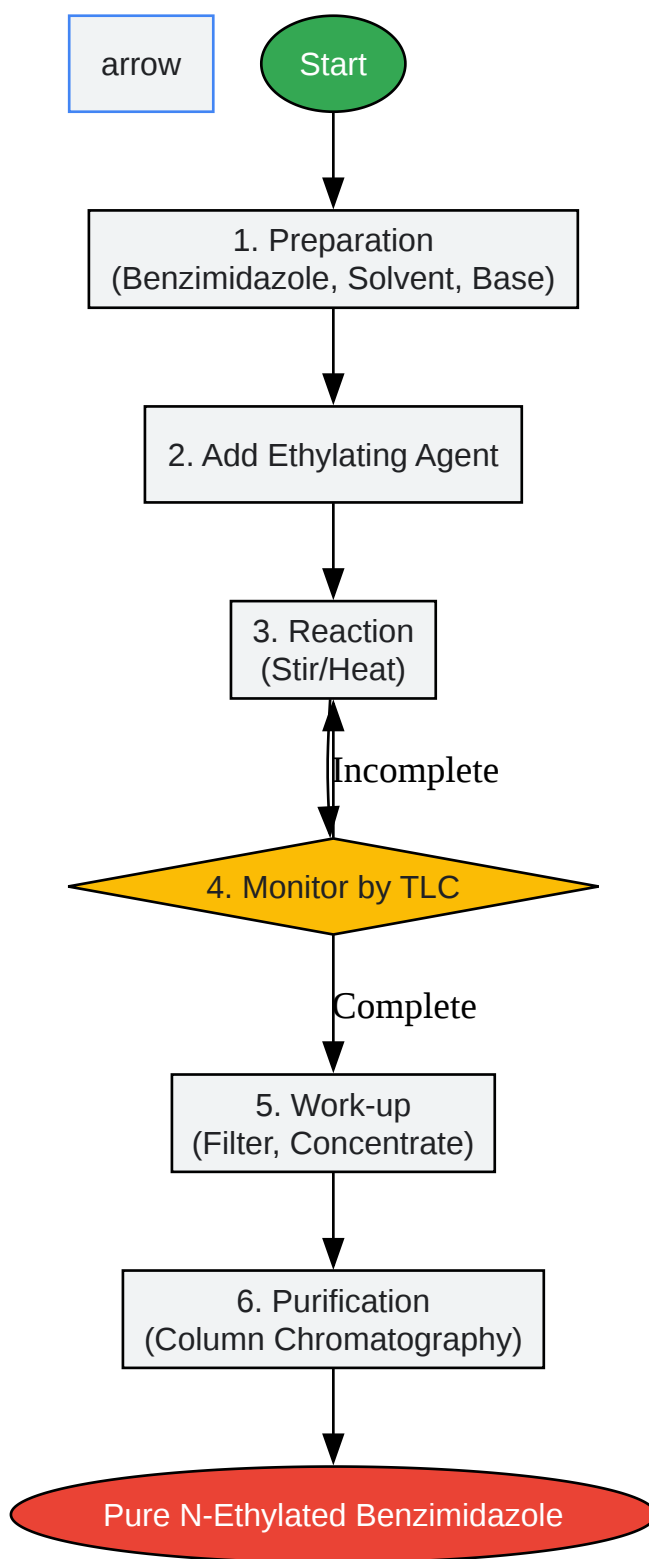 arrow
Start
1. Preparation
(Benzimidazole, Solvent, Base)
2. Add Ethylating Agent
3. Reaction
(Stir/Heat)
Incomplete
4. Monitor by TLC
Complete
5. Work-up
(Filter, Concentrate)
6. Purification
(Column Chromatography)
Pure N-Ethylated Benzimidazole